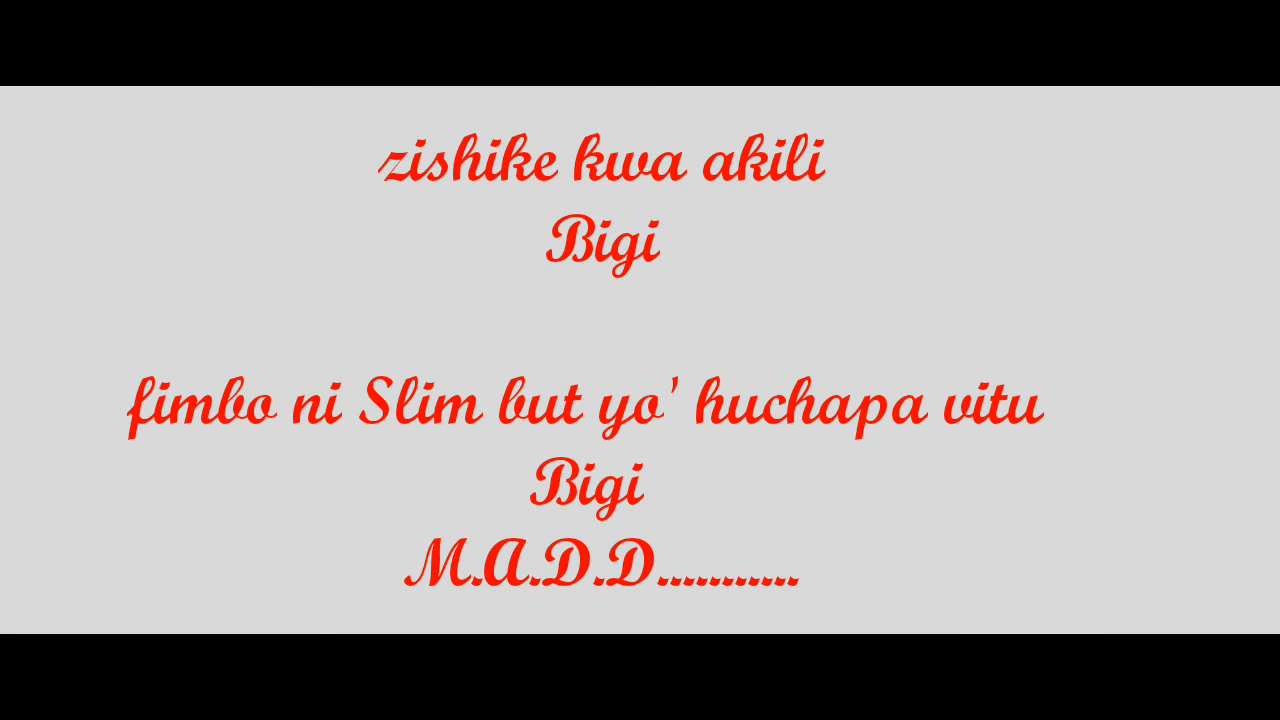 zishike kwa akili
Bigi
fimbo ni Slim but yo' huchapa vitu
Bigi
M.A.D.D...........